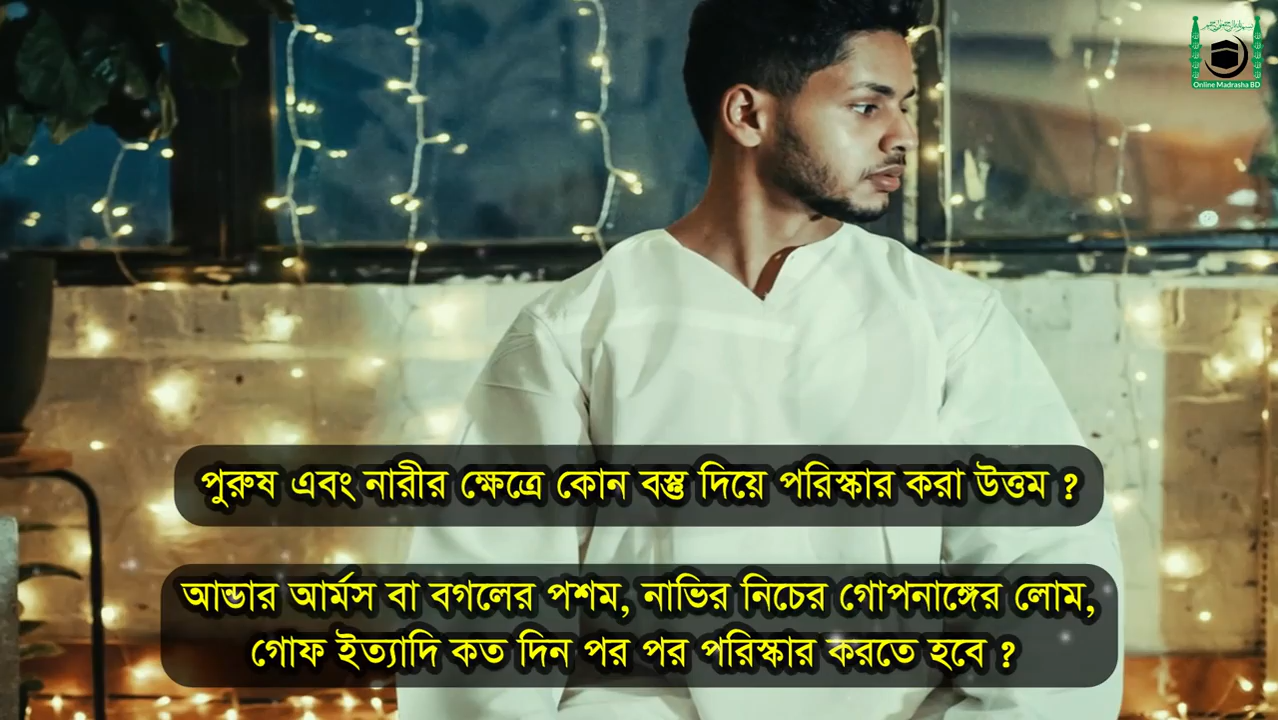 Online Madrasha BD
পুরুষ এবং নারীর ক্ষেত্রে কোন বস্তু দিয়ে পরিস্কার করা উত্তম ?
আন্ডার আর্মস বা বগলের পশম, নাভির নিচের গোপনাঙ্গের লোম,
গোফ ইত্যাদি কত দিন পর পর পরিস্কার করতে হবে ?